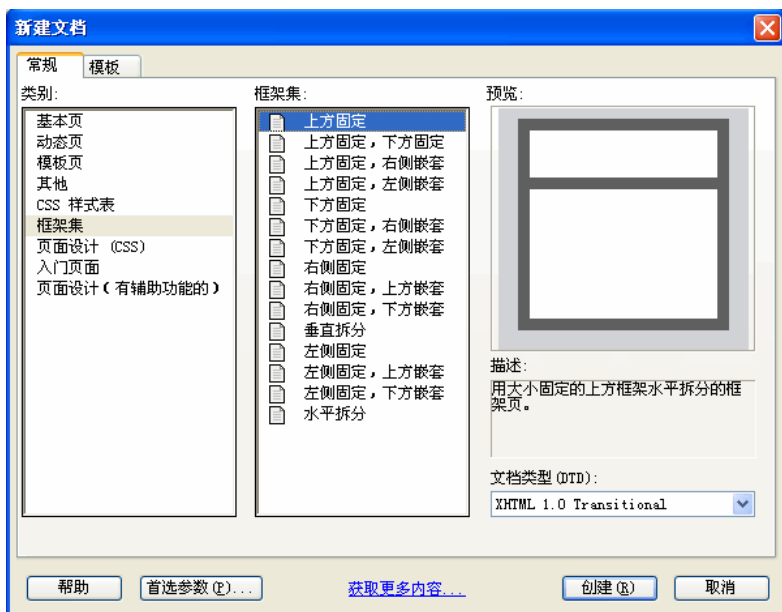 新建文档
常规
模板
类别:
基本页
动态页
模板页
其他
CSS 样式表
框架集
页面设计 (CSS)
入门页面
页面设计(有辅助功能的)
框架集:
上方固定
上方固定,下方固定
上方固定,右侧嵌套
上方固定,左侧嵌套
下方固定
下方固定,右侧嵌套
下方固定,左侧嵌套
右侧固定
右侧固定,上方嵌套
右侧固定,下方嵌套
垂直拆分
左侧固定
左侧固定,上方嵌套
左侧固定,下方嵌套
水平拆分
预览:
描述:
用大小固定的上方框架水平拆分的框
架页。
文档类型(DTD):
XHTML 1.0 Transitional
帮助
首选参数(P)...
获取更多内容...
创建(R)
取消